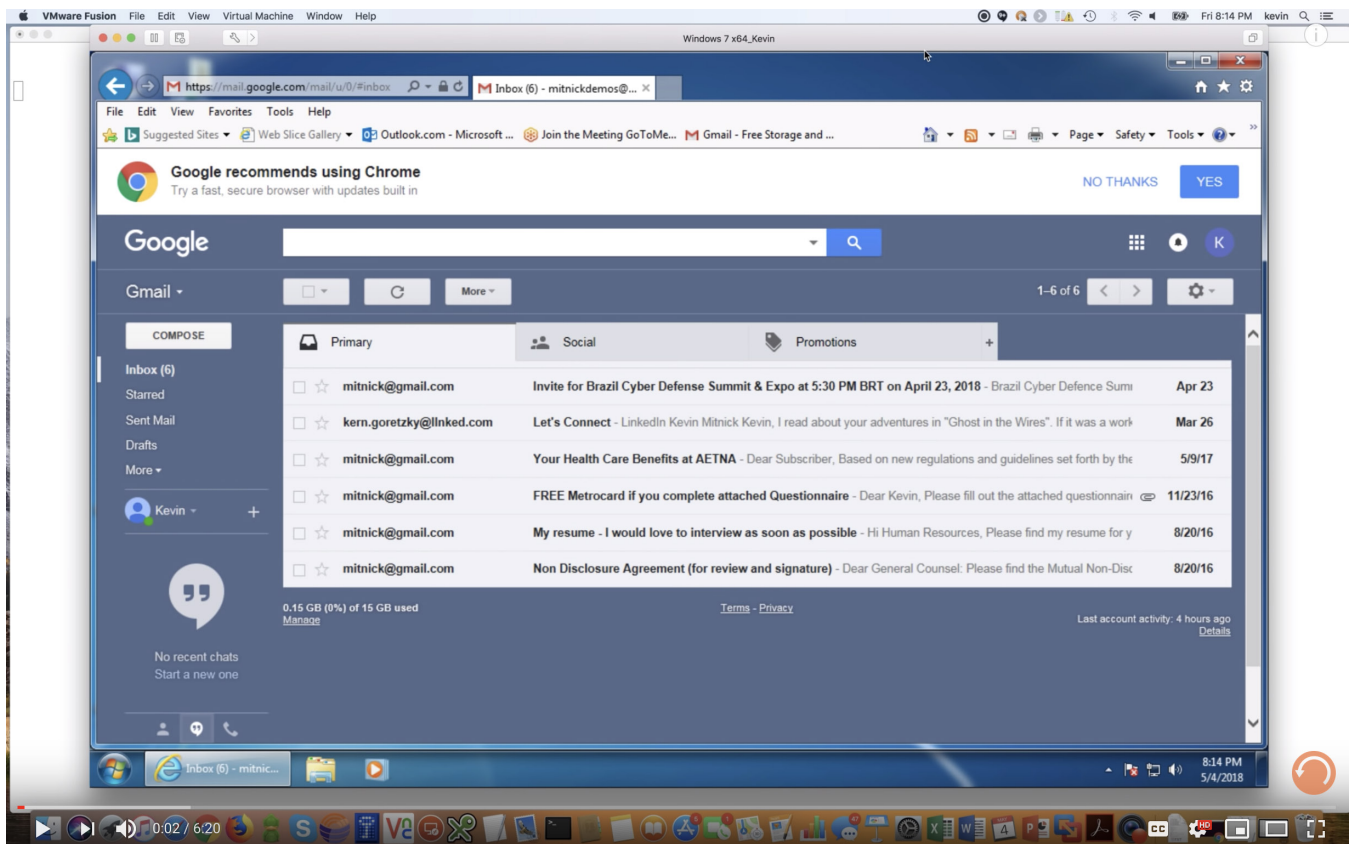 VMware Fusion File Edit View Virtual Machine Window Help Fri 8:14 PM kevin
Windows 7 x64_Kevin
https://mail.google.com/mail/u/0/#inbox Inbox (6) - mitnickdemos@...
File Edit View Favorites Tools Help
Suggested Sites Web Slice Gallery Outlook.com - Microsoft ... Join the Meeting GoToMe... Gmail - Free Storage and ... Page Safety Tools
Google recommends using Chrome
Try a fast, secure browser with updates built in
NO THANKS YES
Google K
Gmail More 1–6 of 6
COMPOSE
Inbox (6)
Starred
Sent Mail
Drafts
More
Kevin
No recent chats
Start a new one
Primary Social Promotions +
mitnick@gmail.com Invite for Brazil Cyber Defense Summit & Expo at 5:30 PM BRT on April 23, 2018 - Brazil Cyber Defence Apr 23
kern.goretzky@llnked.com Let's Connect - LinkedIn Kevin Mitnick Kevin, I read about your adventures in "Ghost in the Wires". If it was a Mar 26
mitnick@gmail.com Your Health Care Benefits at AETNA - Dear Subscriber, Based on new regulations and guidelines set forth by 5/9/17
mitnick@gmail.com FREE Metrocard if you complete attached Questionnaire - Dear Kevin, Please fill out the attached 11/23/16
mitnick@gmail.com My resume - I would love to interview as soon as possible - Hi Human Resources, Please find my resume for y 8/20/16
mitnick@gmail.com Non Disclosure Agreement (for review and signature) - Dear General Counsel: Please find the Mutual 8/20/16
0.15 GB (0%) of 15 GB used
Manage
Terms - Privacy
Last account activity: 4 hours ago
Details
Inbox (6) - mitnic...
8:14 PM
5/4/2018
0:02 / 6:20
CC HD